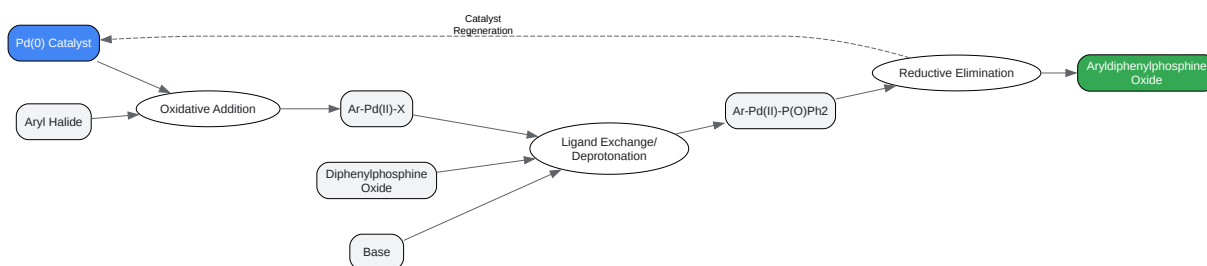 Catalyst
Regeneration
Pd(0) Catalyst
Reductive Elimination
Aryldiphenylphosphine
Oxide
Aryl Halide
Oxidative Addition
Ar-Pd(II)-X
Ar-Pd(II)-P(O)Ph2
Ligand Exchange/
Deprotonation
Diphenylphosphine
Oxide
Base